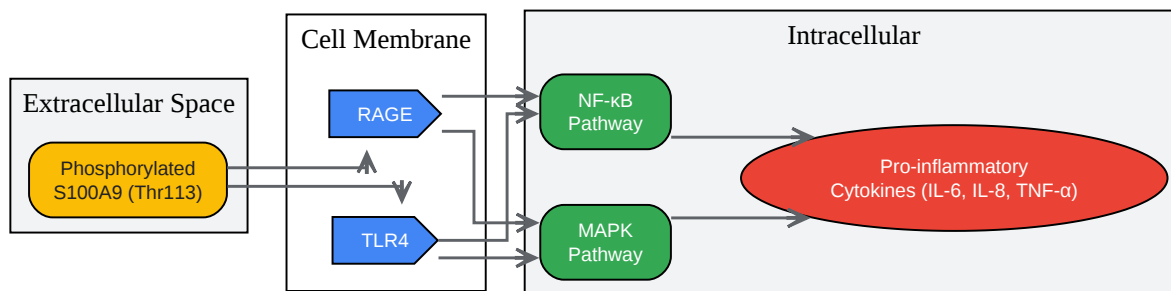 Extracellular Space
Phosphorylated
S100A9 (Thr113)
Cell Membrane
RAGE
TLR4
Intracellular
NF-κB
Pathway
MAPK
Pathway
Pro-inflammatory
Cytokines (IL-6, IL-8, TNF-α)